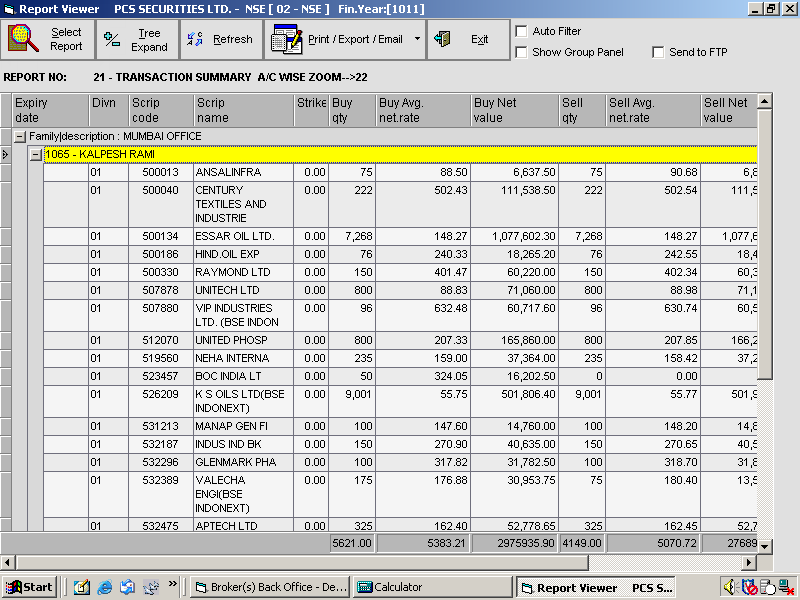 Report Viewer PCS SECURITIES LTD. - NSE [ 02 - NSE ] Fin.Year:[1011]
Select Report
Tree Expand
Refresh
Print / Export / Email
Exit
Auto Filter
Show Group Panel
Send to FTP
REPORT NO: 21 - TRANSACTION SUMMARY A/C WISE ZOOM-->22
Expiry date Divn Scrip code Scrip name Strike Buy qty Buy Avg. net.rate Buy Net value Sell qty Sell Avg. net.rate Sell Net value
Family|description : MUMBAI OFFICE
1065 - KALPESH RAMI
01 500013 ANSALINFRA 0.00 75 88.50 6,637.50 75 90.68 6,8
01 500040 CENTURY TEXTILES AND INDUSTRIE 0.00 222 502.43 111,538.50 222 502.54 111,5
01 500134 ESSAR OIL LTD. 0.00 7,268 148.27 1,077,602.30 7,268 148.27 1,077,6
01 500186 HIND.OIL EXP 0.00 76 240.33 18,265.20 76 242.55 18,4
01 500330 RAYMOND LTD 0.00 150 401.47 60,220.00 150 402.34 60,3
01 507878 UNITECH LTD 0.00 800 88.83 71,060.00 800 88.98 71,1
01 507880 VIP INDUSTRIES LTD. (BSE INDON 0.00 96 632.48 60,717.60 96 630.74 60,5
01 512070 UNITED PHOSP 0.00 800 207.33 165,860.00 800 207.85 166,2
01 519560 NEHA INTERNA 0.00 235 159.00 37,364.00 235 158.42 37,2
01 523457 BOC INDIA LT 0.00 50 324.05 16,202.50 0 0.00
01 526209 K S OILS LTD(BSE INDONEXT) 0.00 9,001 55.75 501,806.40 9,001 55.77 501,9
01 531213 MANAP GEN FI 0.00 100 147.60 14,760.00 100 148.20 14,8
01 532187 INDUS IND BK 0.00 150 270.90 40,635.00 150 270.65 40,5
01 532296 GLENMARK PHA 0.00 100 317.82 31,782.50 100 318.70 31,8
01 532389 VALECHA ENGI(BSE INDONEXT) 0.00 175 176.88 30,953.75 75 180.40 13,5
01 532475 APTECH LTD 0.00 325 162.40 52,778.65 325 162.45 52,7
5621.00 5383.21 2975935.90 4149.00 5070.72 27689
Start
»
Broker(s) Back Office - De...
Calculator
Report Viewer PCS S...